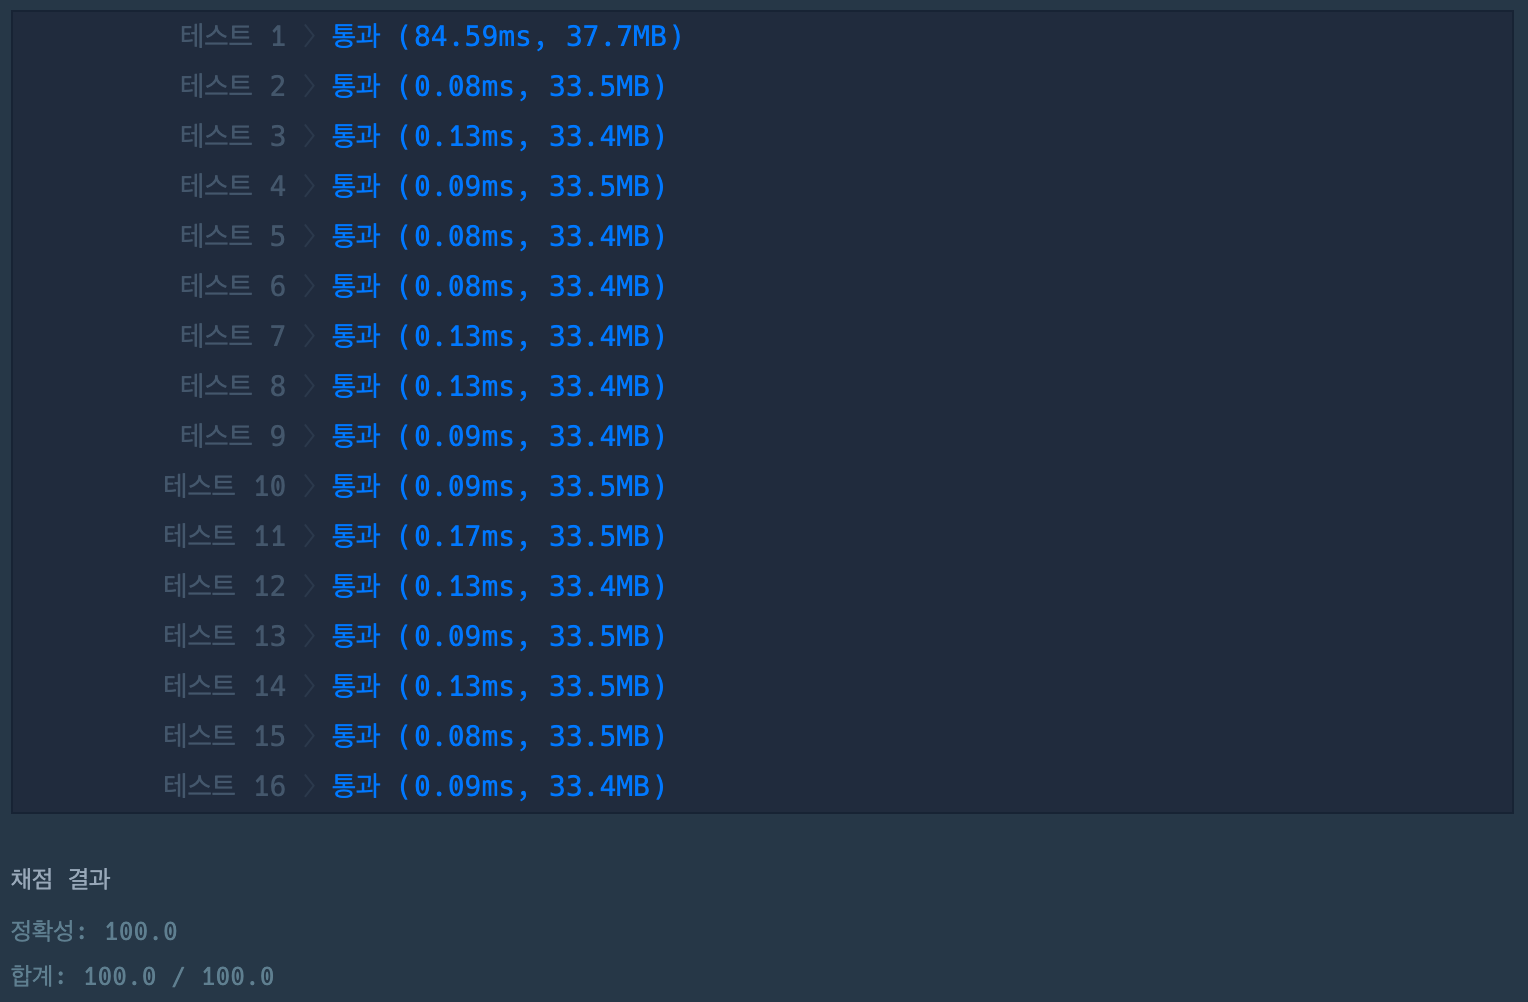 테스트 1 〉 통과 (84.59ms, 37.7MB)
테스트 2 〉 통과 (0.08ms, 33.5MB)
테스트 3 〉 통과 (0.13ms, 33.4MB)
테스트 4 〉 통과 (0.09ms, 33.5MB)
테스트 5 〉 통과 (0.08ms, 33.4MB)
테스트 6 〉 통과 (0.08ms, 33.4MB)
테스트 7 〉 통과 (0.13ms, 33.4MB)
테스트 8 〉 통과 (0.13ms, 33.4MB)
테스트 9 〉 통과 (0.09ms, 33.4MB)
테스트 10 〉 통과 (0.09ms, 33.5MB)
테스트 11 〉 통과 (0.17ms, 33.5MB)
테스트 12 〉 통과 (0.13ms, 33.4MB)
테스트 13 〉 통과 (0.09ms, 33.5MB)
테스트 14 〉 통과 (0.13ms, 33.5MB)
테스트 15 〉 통과 (0.08ms, 33.5MB)
테스트 16 〉 통과 (0.09ms, 33.4MB)
채점 결과
정확성: 100.0
합계: 100.0 / 100.0